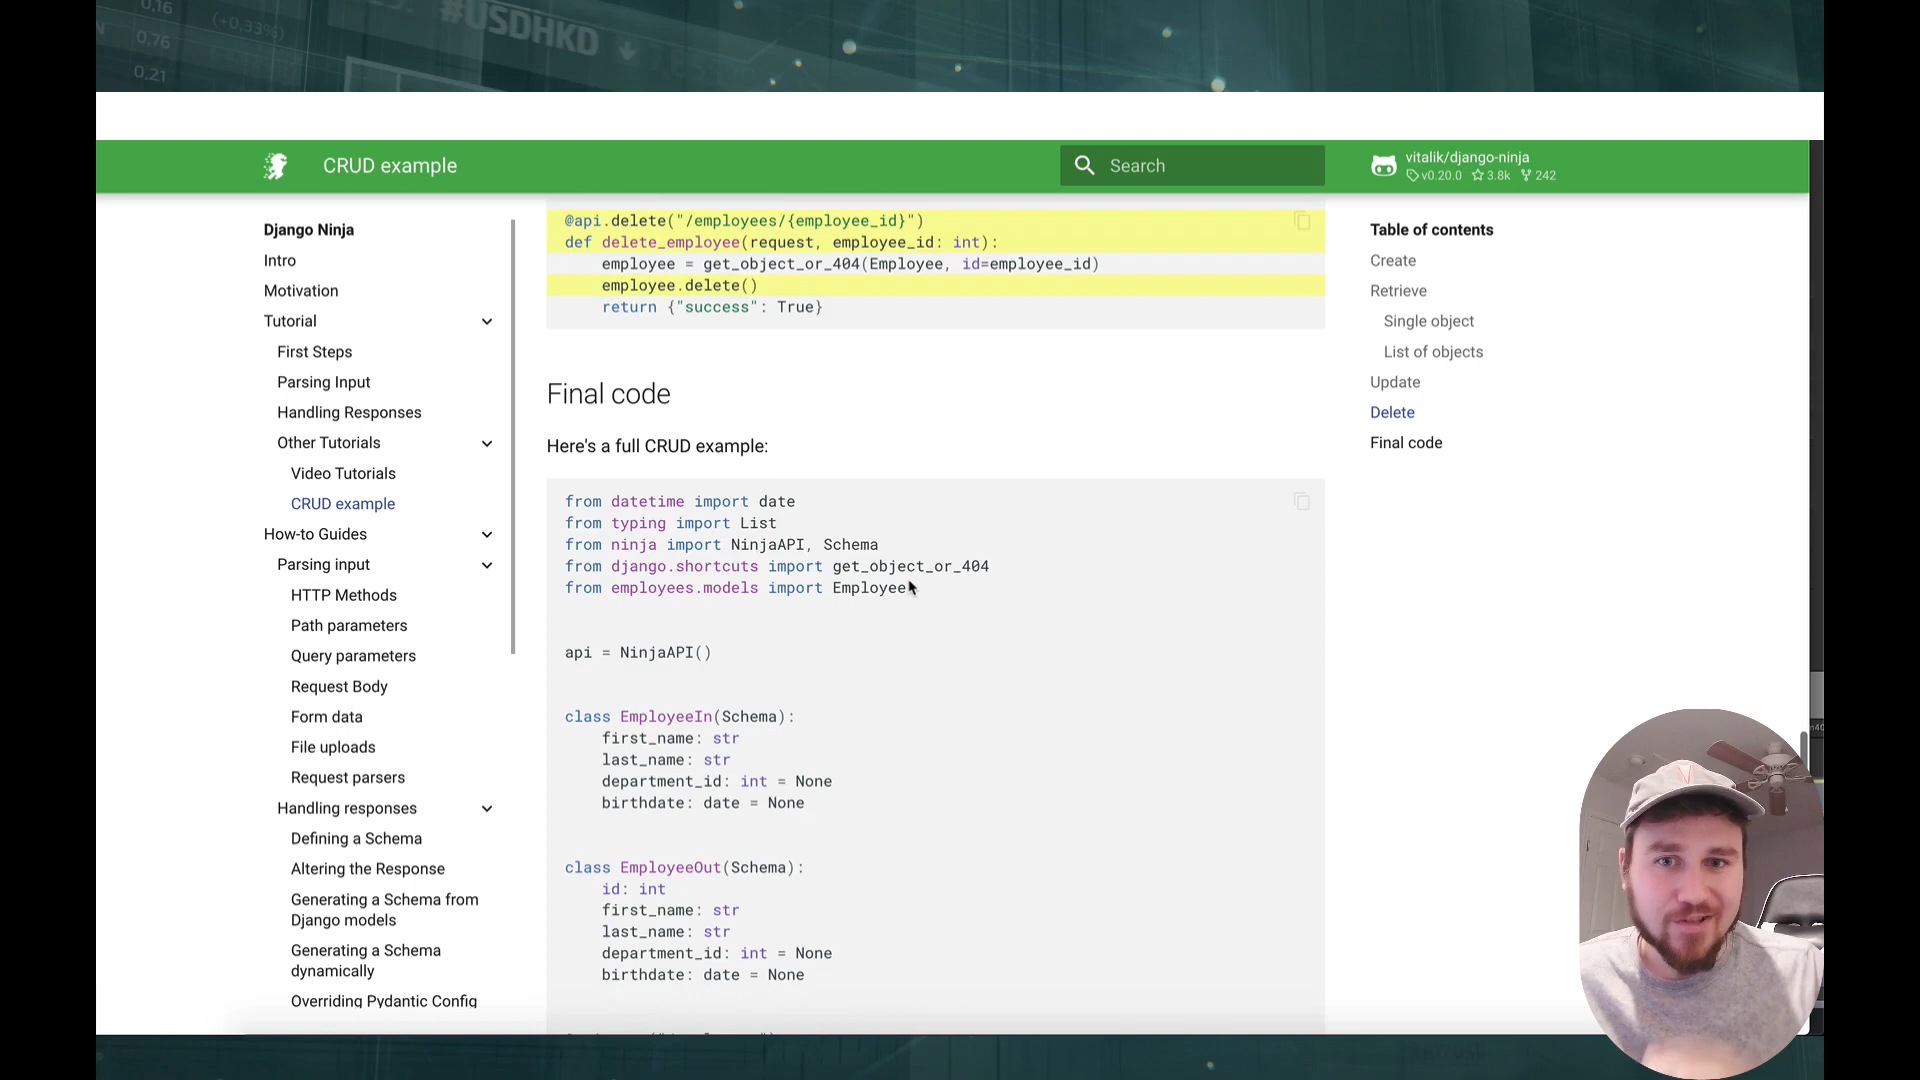 0,16
(+0,33%)
0,76
0,21
#USDHKD
CRUD example
Search
vitalik/django-ninja
v0.20.0 3.8k 242
Django Ninja
Intro
Motivation
Tutorial
First Steps
Parsing Input
Handling Responses
Other Tutorials
Video Tutorials
CRUD example
How-to Guides
Parsing input
HTTP Methods
Path parameters
Query parameters
Request Body
Form data
File uploads
Request parsers
Handling responses
Defining a Schema
Altering the Response
Generating a Schema from
Django models
Generating a Schema
dynamically
Overriding Pydantic Config
@api.delete("/employees/{employee_id}")
def delete_employee(request, employee_id: int):
    employee = get_object_or_404(Employee, id=employee_id)
    employee.delete()
    return {"success": True}
Final code
Here's a full CRUD example:
from datetime import date
from typing import List
from ninja import NinjaAPI, Schema
from django.shortcuts import get_object_or_404
from employees.models import Employee
api = NinjaAPI()
class EmployeeIn(Schema):
    first_name: str
    last_name: str
    department_id: int = None
    birthdate: date = None
class EmployeeOut(Schema):
    id: int
    first_name: str
    last_name: str
    department_id: int = None
    birthdate: date = None
Table of contents
Create
Retrieve
Single object
List of objects
Update
Delete
Final code